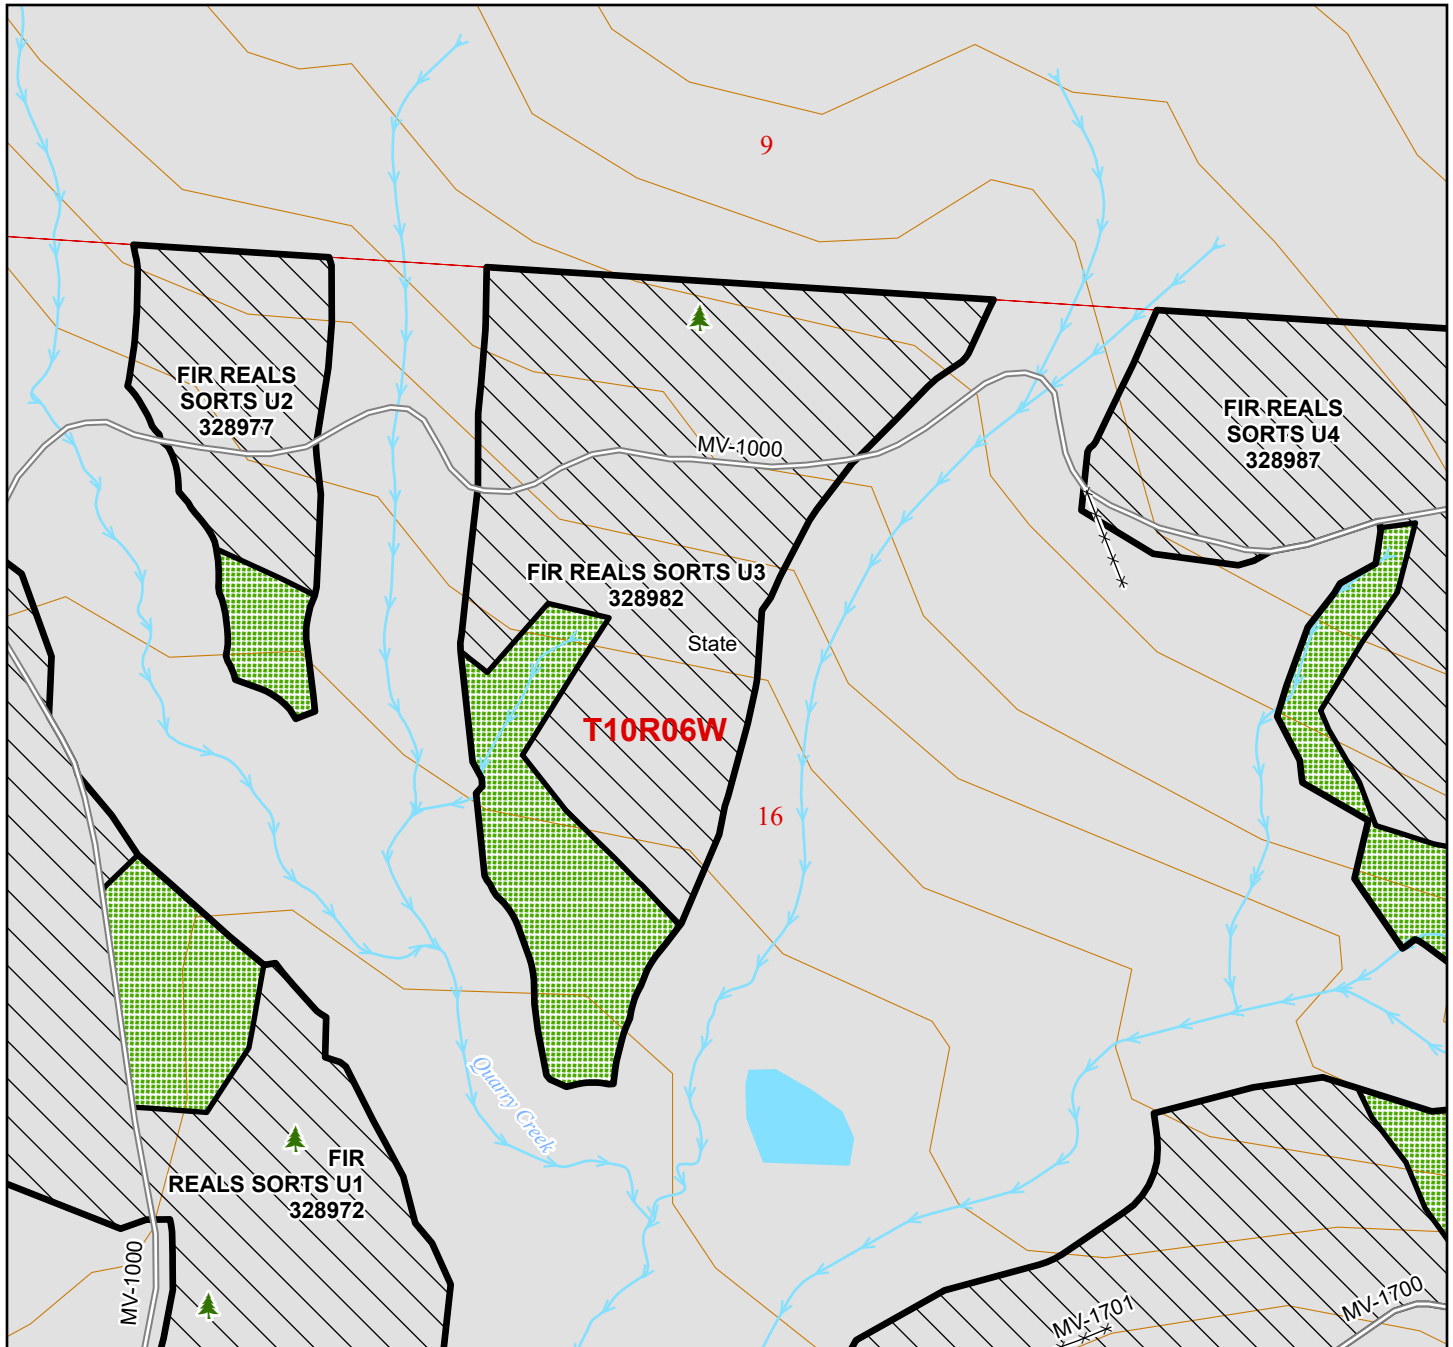 9
FIR REALS
SORTS U2
328977
FIR REALS
SORTS U4
328987
MV-1000
FIR REALS SORTS U3
328982
State
T10R06W
16
Quarry Creek
FIR
REALS SORTS U1
328972
MV-1000
MV-1701
MV-1700